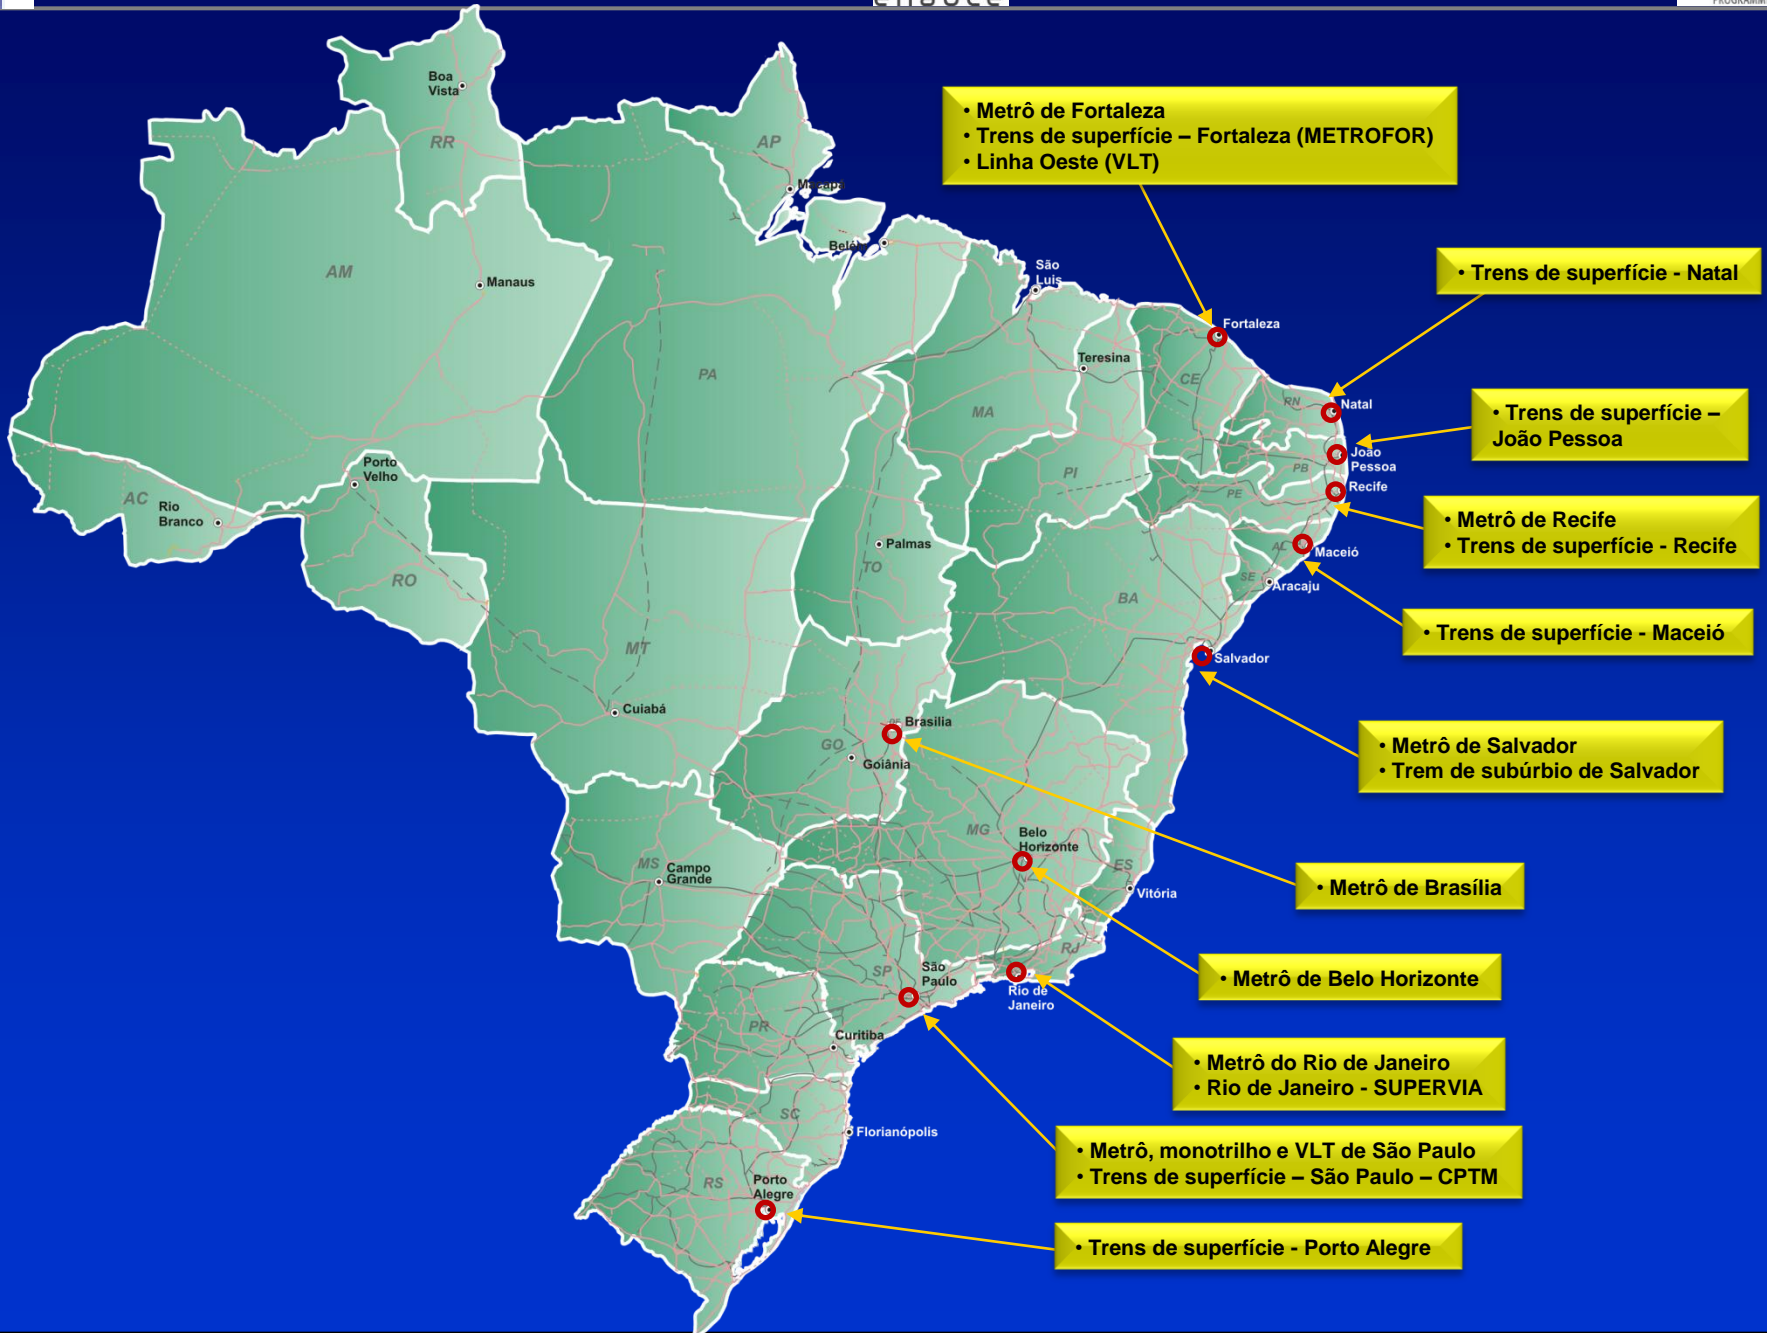 PROGRAMM
Boa
Vista
RR
AP
Macapá
Belém
AM
Manaus
PA
São
Luis
Fortaleza
Teresina
CE
MA
RN
Natal
João
Pessoa
PB
PI
Recife
PE
Porto
Velho
AC
Rio
Branco
Palmas
TO
AL
Maceió
SE
Aracaju
RO
BA
MT
Salvador
Cuiabá
Brasilia
GO
Goiânia
MG
Belo
Horizonte
MS
Campo
Grande
ES
Vitória
RJ
SP
São
Paulo
Rio de
Janeiro
PR
Curitiba
SC
Florianópolis
RS
Porto
Alegre
• Metrô de Fortaleza
• Trens de superfície – Fortaleza (METROFOR)
• Linha Oeste (VLT)
• Trens de superfície - Natal
• Trens de superfície –
João Pessoa
• Metrô de Recife
• Trens de superfície - Recife
• Trens de superfície - Maceió
• Metrô de Salvador
• Trem de subúrbio de Salvador
• Metrô de Brasília
• Metrô de Belo Horizonte
• Metrô do Rio de Janeiro
• Rio de Janeiro - SUPERVIA
• Metrô, monotrilho e VLT de São Paulo
• Trens de superfície – São Paulo – CPTM
• Trens de superfície - Porto Alegre